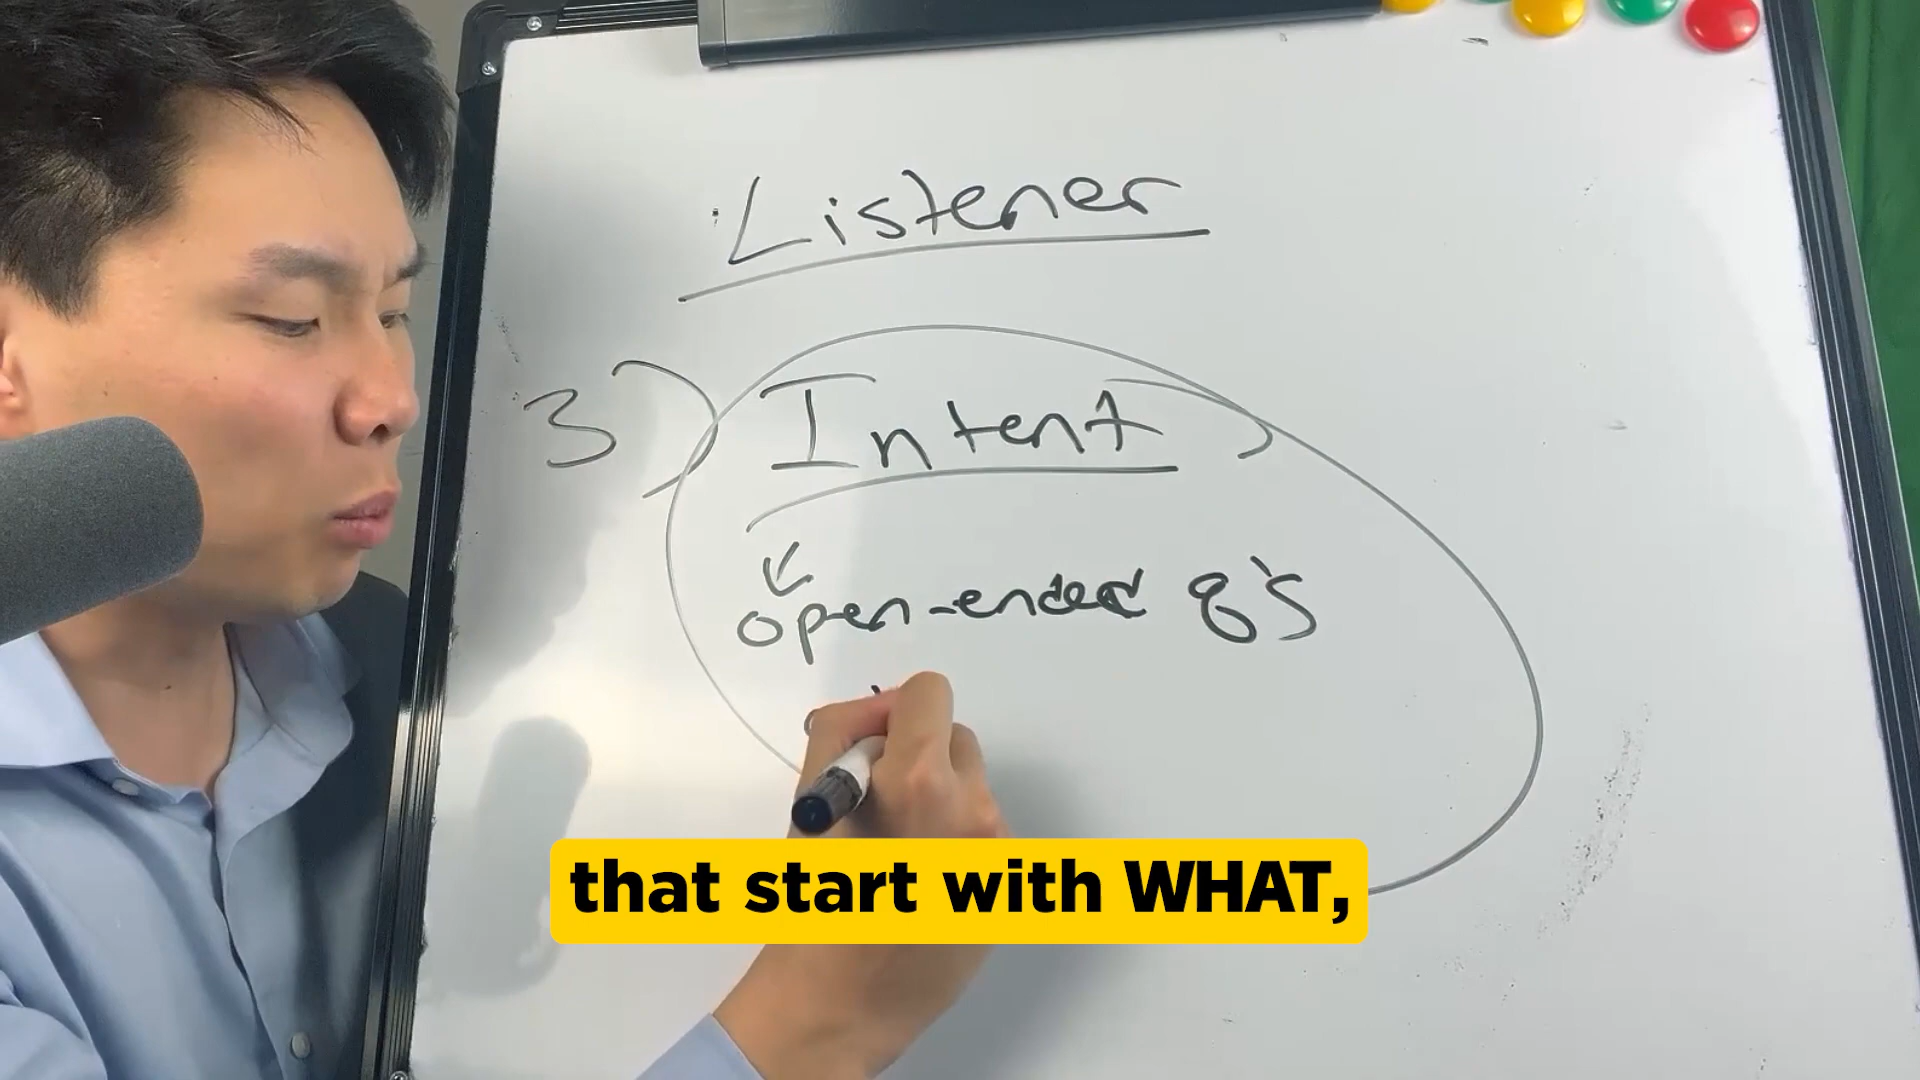 Listener
3) Intent
open-ended q's
that start with WHAT,